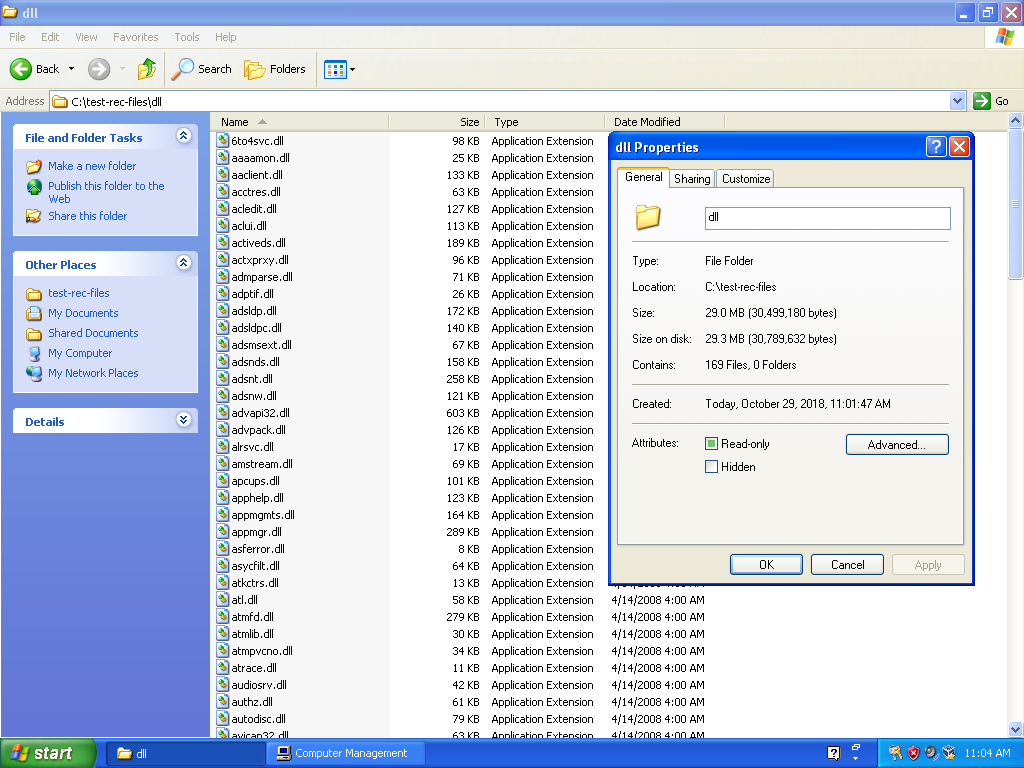 dll
File Edit View Favorites Tools Help
Back Search Folders
Address C:\test-rec-files\dll Go
File and Folder Tasks
Make a new folder
Publish this folder to the
Web
Share this folder
Other Places
test-rec-files
My Documents
Shared Documents
My Computer
My Network Places
Details
Name Size Type Date Modified
6to4svc.dll 98 KB Application Extension
aaaamon.dll 25 KB Application Extension
aaclient.dll 133 KB Application Extension
acctres.dll 63 KB Application Extension
acledit.dll 127 KB Application Extension
aclui.dll 113 KB Application Extension
activeds.dll 189 KB Application Extension
actxprxy.dll 96 KB Application Extension
admparse.dll 71 KB Application Extension
adptif.dll 26 KB Application Extension
adsldp.dll 172 KB Application Extension
adsldpc.dll 140 KB Application Extension
adsmsext.dll 67 KB Application Extension
adsnds.dll 158 KB Application Extension
adsnt.dll 258 KB Application Extension
adsnw.dll 121 KB Application Extension
advapi32.dll 603 KB Application Extension
advpack.dll 126 KB Application Extension
alrsvc.dll 17 KB Application Extension
amstream.dll 69 KB Application Extension
apcups.dll 101 KB Application Extension
apphelp.dll 123 KB Application Extension
appmgmts.dll 164 KB Application Extension
appmgr.dll 289 KB Application Extension
asferror.dll 8 KB Application Extension
asycfilt.dll 64 KB Application Extension
atkctrs.dll 13 KB Application Extension 4/14/2008 4:00 AM
atl.dll 58 KB Application Extension 4/14/2008 4:00 AM
atmfd.dll 279 KB Application Extension 4/14/2008 4:00 AM
atmlib.dll 30 KB Application Extension 4/14/2008 4:00 AM
atmpvcno.dll 34 KB Application Extension 4/14/2008 4:00 AM
atrace.dll 11 KB Application Extension 4/14/2008 4:00 AM
audiosrv.dll 42 KB Application Extension 4/14/2008 4:00 AM
authz.dll 61 KB Application Extension 4/14/2008 4:00 AM
autodisc.dll 79 KB Application Extension 4/14/2008 4:00 AM
avicap32.dll 63 KB Application Extension 4/14/2008 4:00 AM
dll Properties
General Sharing Customize
dll
Type: File Folder
Location: C:\test-rec-files
Size: 29.0 MB (30,499,180 bytes)
Size on disk: 29.3 MB (30,789,632 bytes)
Contains: 169 Files, 0 Folders
Created: Today, October 29, 2018, 11:01:47 AM
Attributes: Read-only Advanced...
Hidden
OK Cancel Apply
start dll Computer Management 11:04 AM